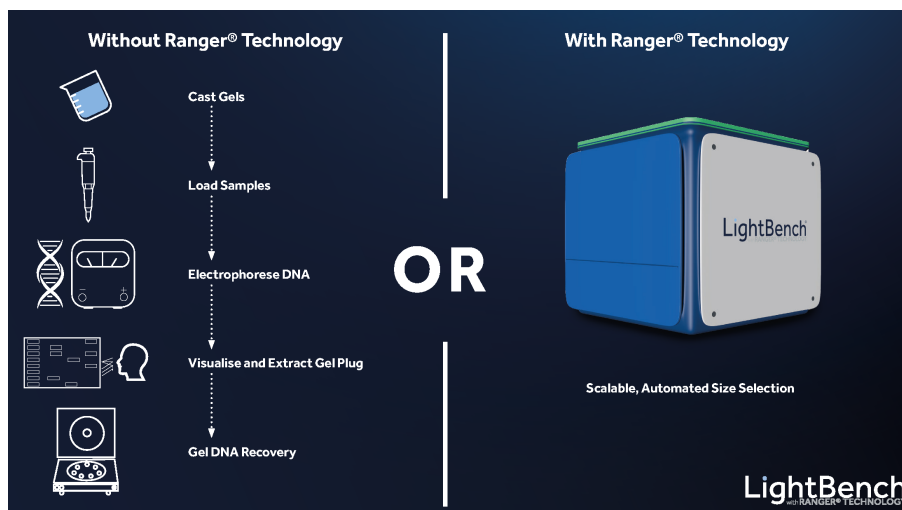 Without Ranger® Technology
With Ranger® Technology
Cast Gels
Load Samples
Electrophorese DNA
Visualise and Extract Gel Plug
Gel DNA Recovery
OR
LightBench
Scalable, Automated Size Selection
LightBench
with RANGER® TECHNOLOGY